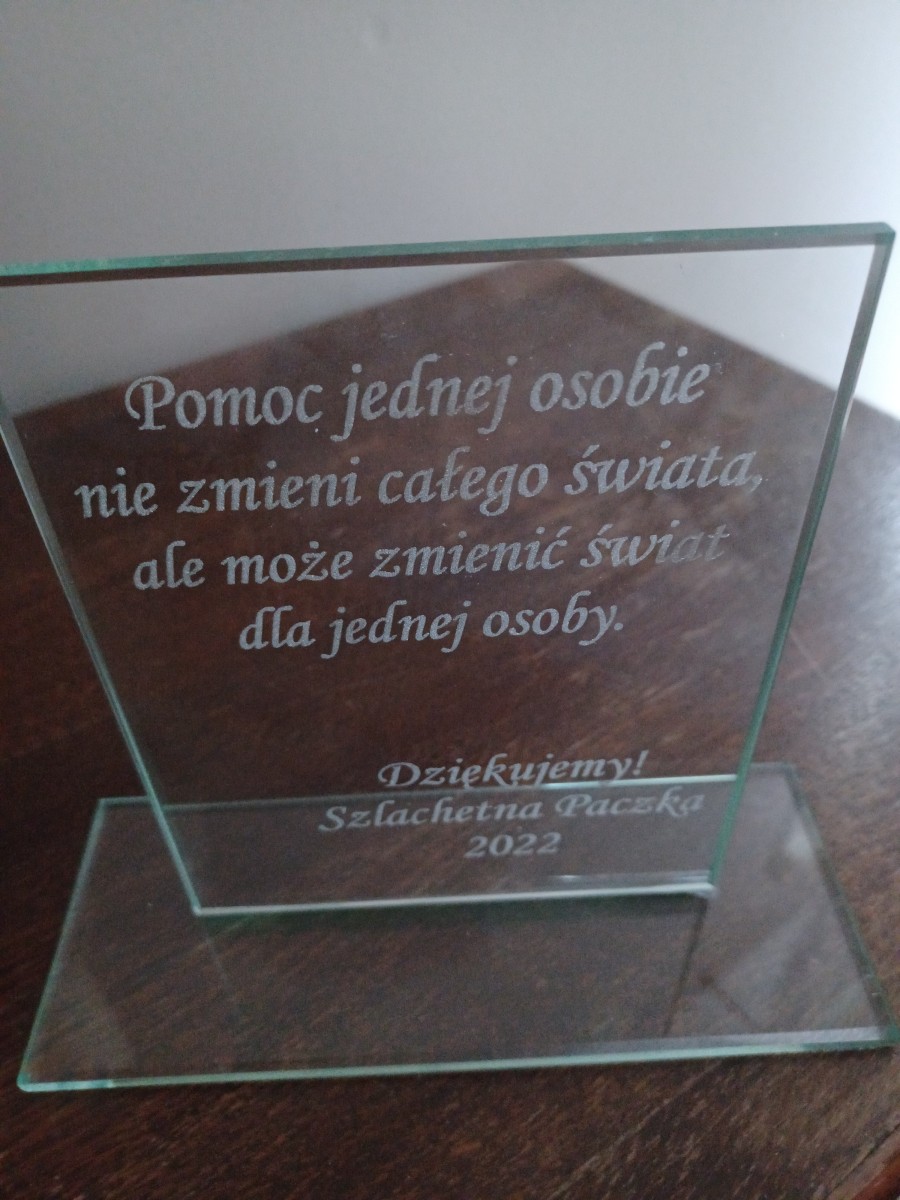 Pomoc jednej osobie
nie zmieni całego świata,
ale może zmienić świat
dla jednej osoby.
Dziękujemy!
Szlachetna Paczka
2022